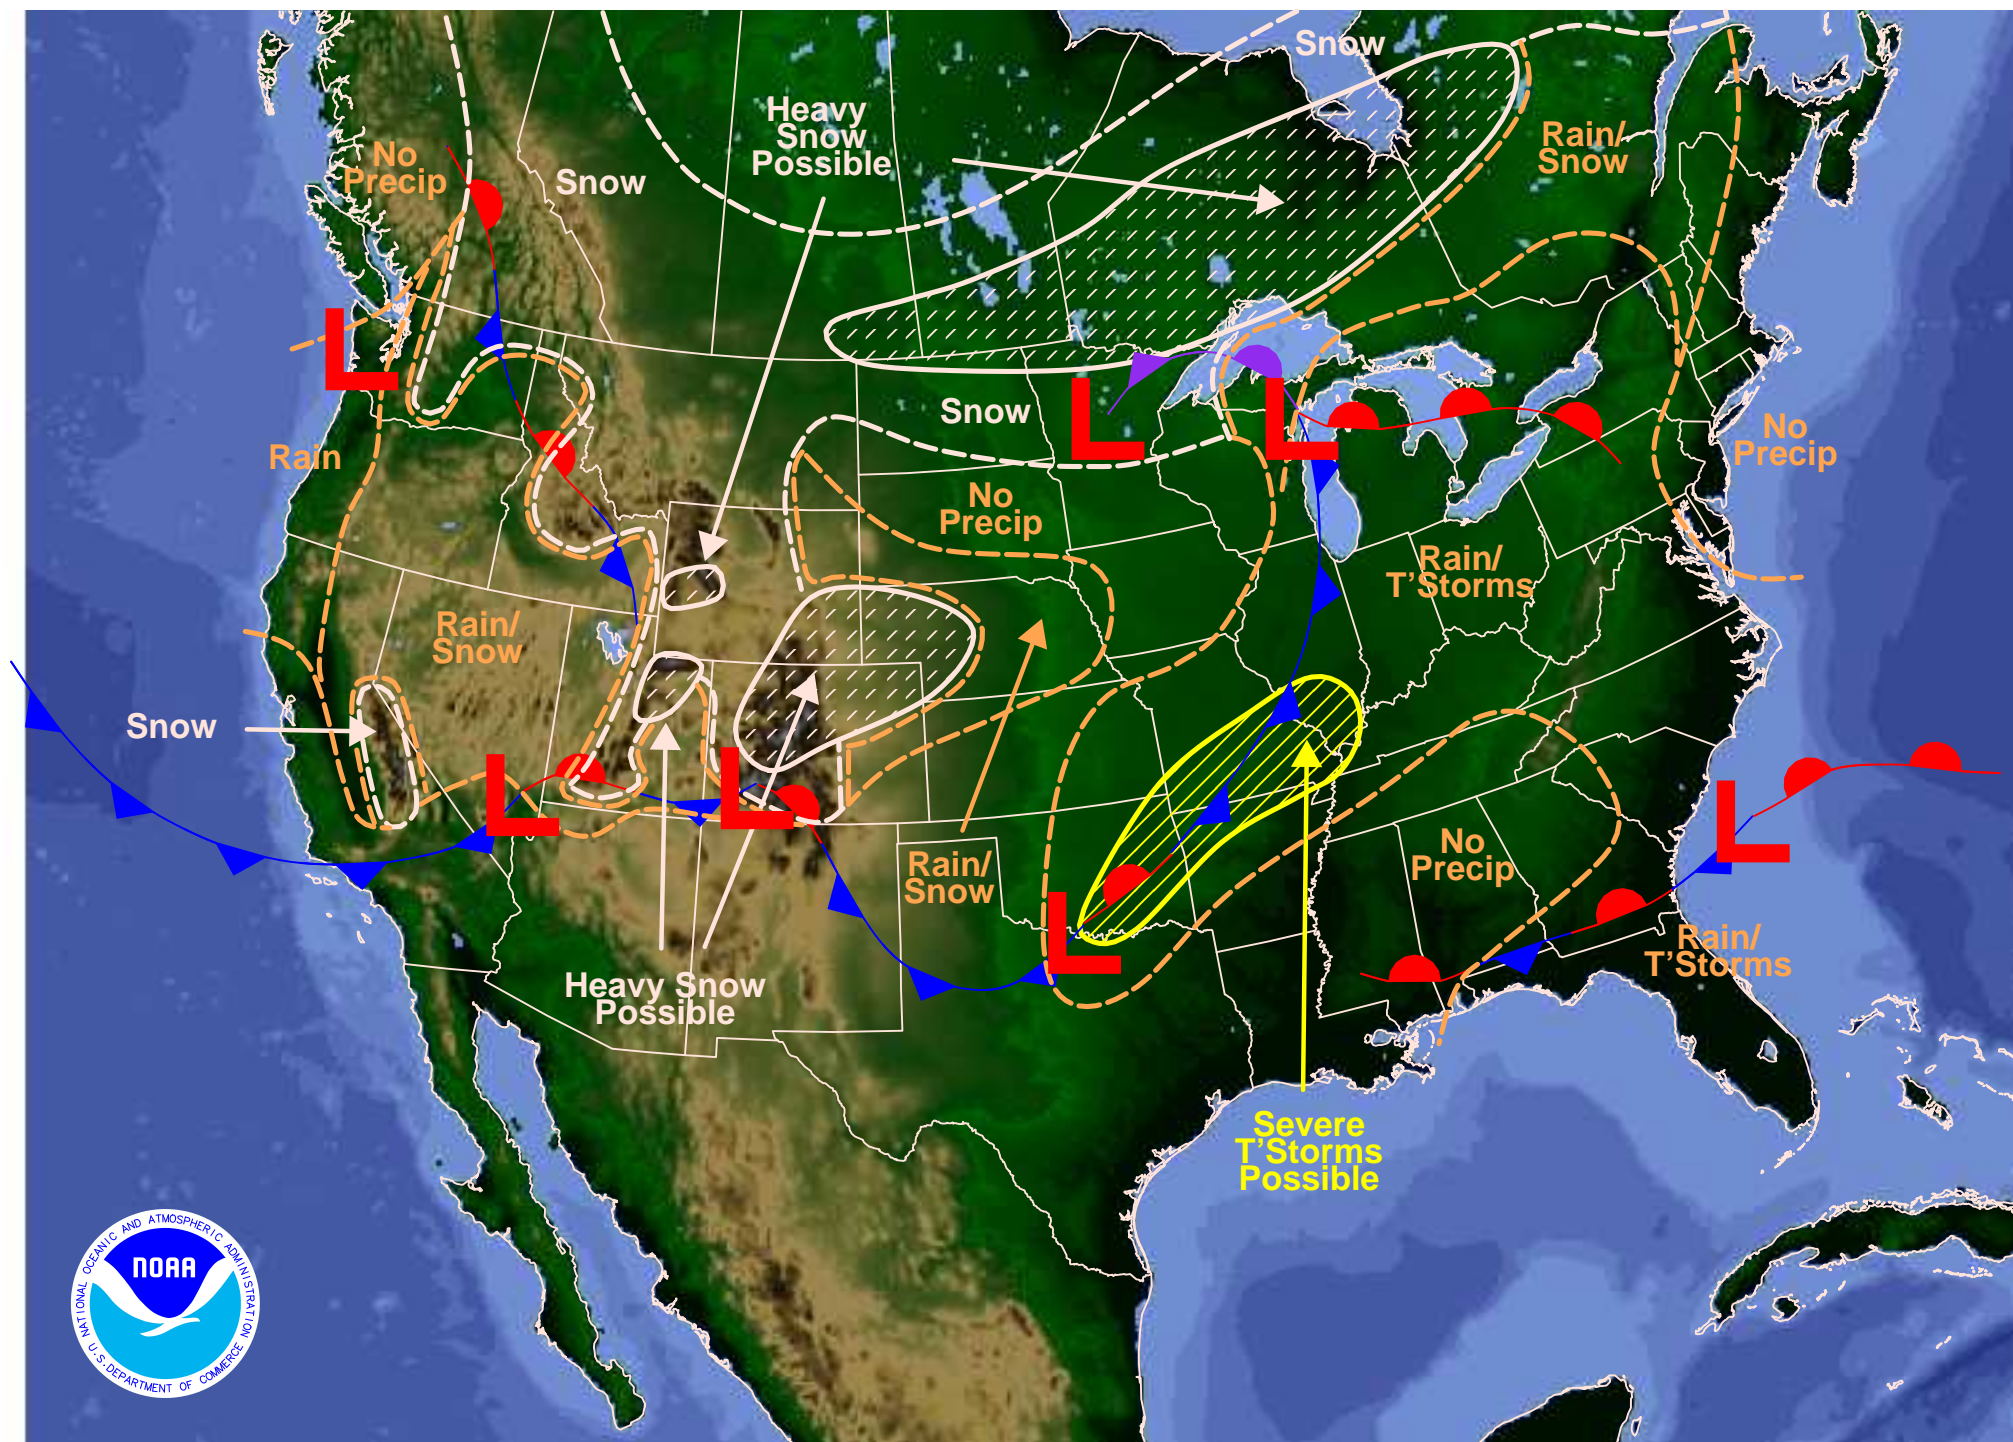 Snow
Heavy
Snow
Possible
Rain/
Snow
No
Precip
Snow
L
L
L
Snow
No
Precip
Rain
No
Precip
Rain/
T'Storms
Rain/
Snow
Snow
L
L
L
Rain/
Snow
No
Precip
L
Rain/
T'Storms
Heavy Snow
Possible
Severe
T'Storms
Possible
NATIONAL OCEANIC AND ATMOSPHERIC ADMINISTRATION
NOAA
U.S. DEPARTMENT OF COMMERCE